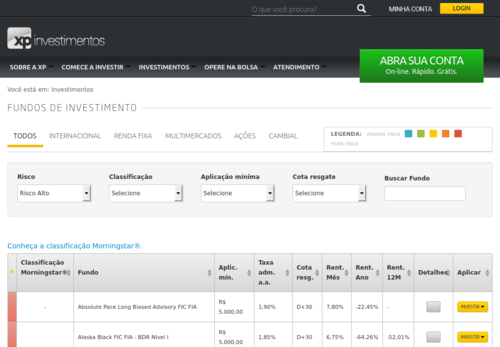 O que você procura?
MINHA CONTA
LOGIN
xp investimentos
ABRA SUA CONTA
On-line. Rápido. Grátis.
SOBRE A XP
COMECE A INVESTIR
INVESTIMENTOS
OPERE NA BOLSA
ATENDIMENTO
Você está em: Investimentos
FUNDOS DE INVESTIMENTO
TODOS
INTERNACIONAL
RENDA FIXA
MULTIMERCADOS
AÇÕES
CAMBIAL
LEGENDA: menos risco
mais risco
Risco
Classificação
Aplicação mínima
Cota resgate
Buscar Fundo
Risco Alto
Selecione
Selecione
Selecione
Conheça a classificação Morningstar®.
Classificação Morningstar®
Fundo
Aplic. mín.
Taxa adm. a.a.
Cota resg.
Rent. Mês
Rent. Ano
Rent. 12M
Detalhes
Aplicar
- Absolute Pace Long Biased Advisory FIC FIA R$ 5.000,00 1,90% D+30 7,80% -22,45% - INVESTIR
- Alaska Black FIC FIA - BDR Nível I R$ 5.000,00 1,85% D+30 6,75% -64,26% -52,01% INVESTIR